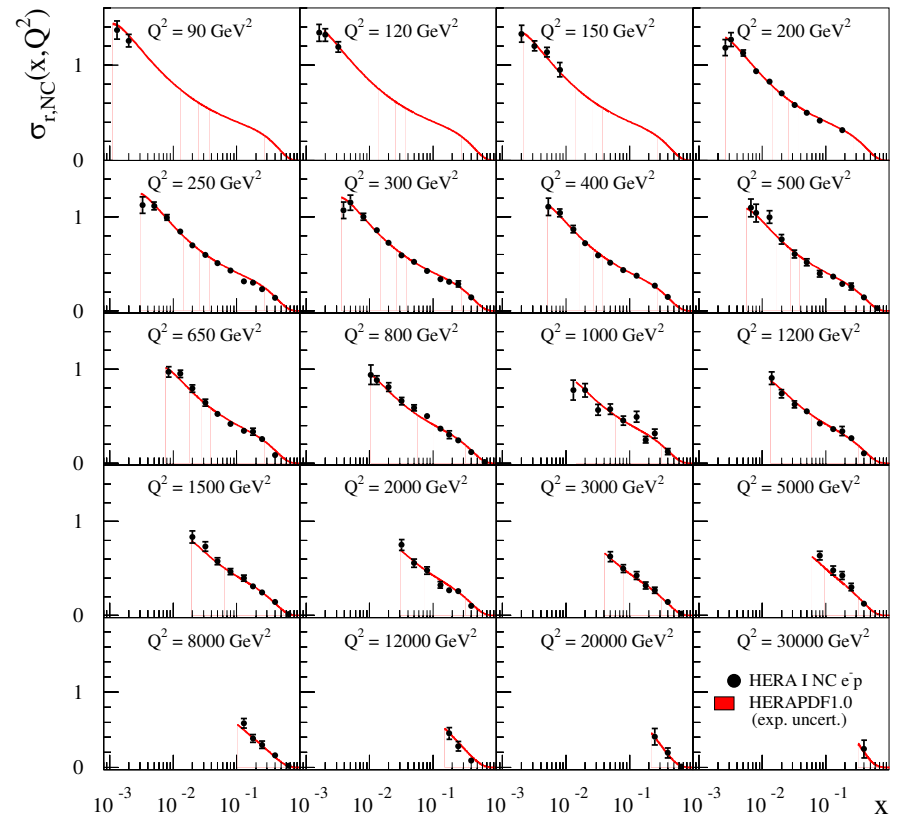 σr,NC(x,Q²)
Q² = 90 GeV²
Q² = 120 GeV²
Q² = 150 GeV²
Q² = 200 GeV²
1
0
Q² = 250 GeV²
Q² = 300 GeV²
Q² = 400 GeV²
Q² = 500 GeV²
1
0
Q² = 650 GeV²
Q² = 800 GeV²
Q² = 1000 GeV²
Q² = 1200 GeV²
1
0
Q² = 1500 GeV²
Q² = 2000 GeV²
Q² = 3000 GeV²
Q² = 5000 GeV²
1
0
Q² = 8000 GeV²
Q² = 12000 GeV²
Q² = 20000 GeV²
Q² = 30000 GeV²
1
0
HERA I NC e⁻p
HERAPDF1.0
(exp. uncert.)
10⁻³ 10⁻² 10⁻¹ 10⁻³ 10⁻² 10⁻¹ 10⁻³ 10⁻² 10⁻¹ 10⁻³ 10⁻² 10⁻¹ x